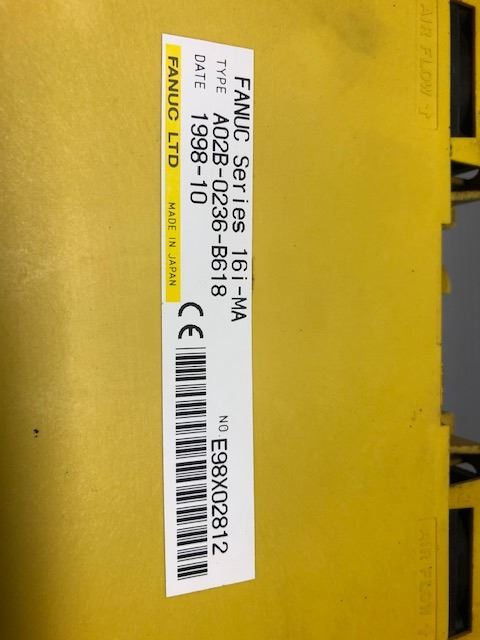 FANUC Series 16i-MA
TYPE A02B-0236-B618
DATE 1998-10
FANUC LTD MADE IN JAPAN
CE
NO E98X02812
AIR FLOW
AIR FLOW